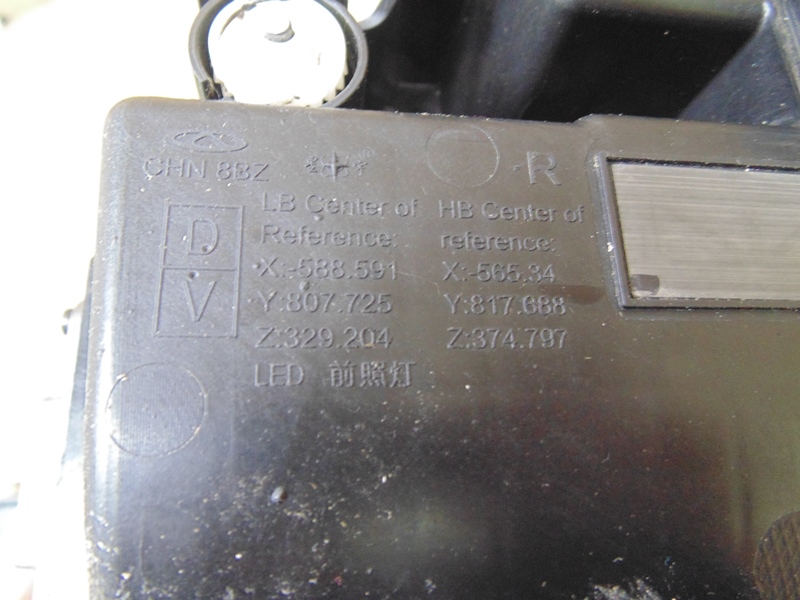 CHN 8BZ
R
D
V
LB Center of
Reference:
X:-588.591
Y:807.725
Z:329.204
HB Center of
reference:
X:-565.34
Y:817.688
Z:374.797
LED 前照灯